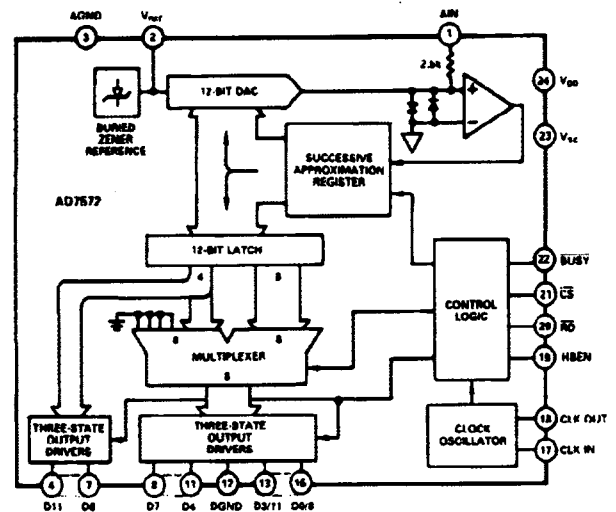 AGND
VREF
AIN
3
2
1
2.5k
12-BIT DAC
24
VDD
BURIED
ZENER
REFERENCE
+
−
23
SUCCESSIVE
APPROXIMATION
REGISTER
AD7572
12-BIT LATCH
4
8
22
BUSY
CONTROL
LOGIC
21
CS
20
RD
19
HBEN
MULTIPLEXER
8
THREE-STATE
OUTPUT
DRIVERS
THREE-STATE
OUTPUT
DRIVERS
CLOCK
OSCILLATOR
18
CLK OUT
17
CLK IN
4
7
8
11
12
13
16
D11
D8
D7
D4
DGND
D3/11
D0/8